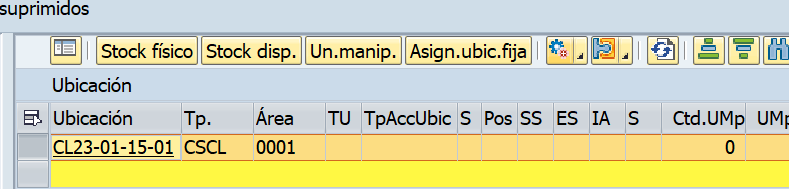 suprimidos
Stock físico Stock disp. Un.manip. Asign.ubic.fija
Ubicación
Ubicación Tp. Área TU TpAccUbic S Pos SS ES IA S Ctd.UMp UMp
CL23-01-15-01 CSCL 0001 0